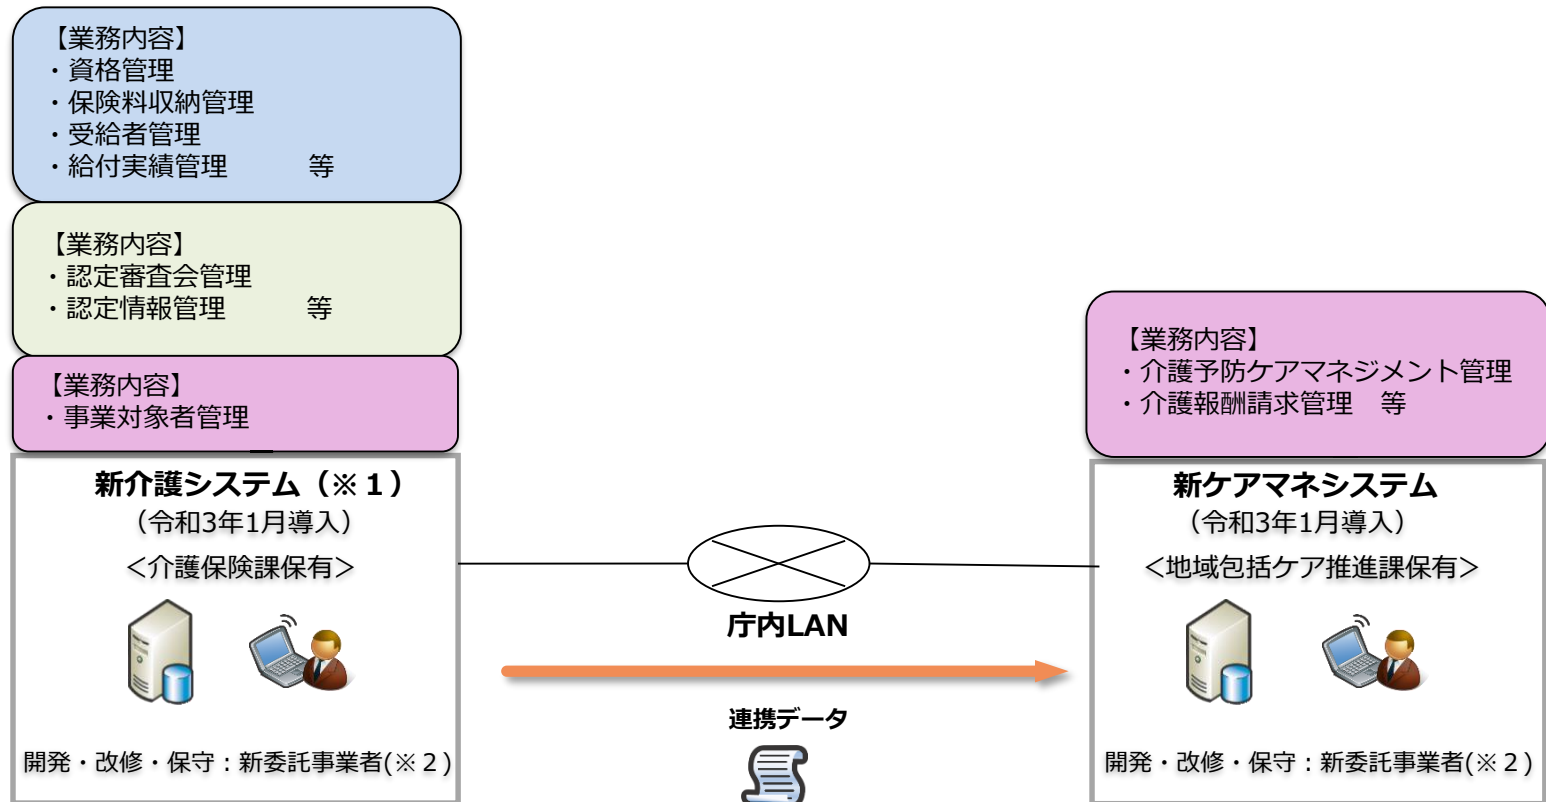 【業務内容】
・資格管理
・保険料収納管理
・受給者管理
・給付実績管理　　　等
【業務内容】
・認定審査会管理
・認定情報管理　　　等
【業務内容】
・事業対象者管理
新介護システム（※１）
（令和3年1月導入）
＜介護保険課保有＞
開発・改修・保守：新委託事業者(※２)
庁内LAN
連携データ
【業務内容】
・介護予防ケアマネジメント管理
・介護報酬請求管理　等
新ケアマネシステム
（令和3年1月導入）
＜地域包括ケア推進課保有＞
開発・改修・保守：新委託事業者(※２)